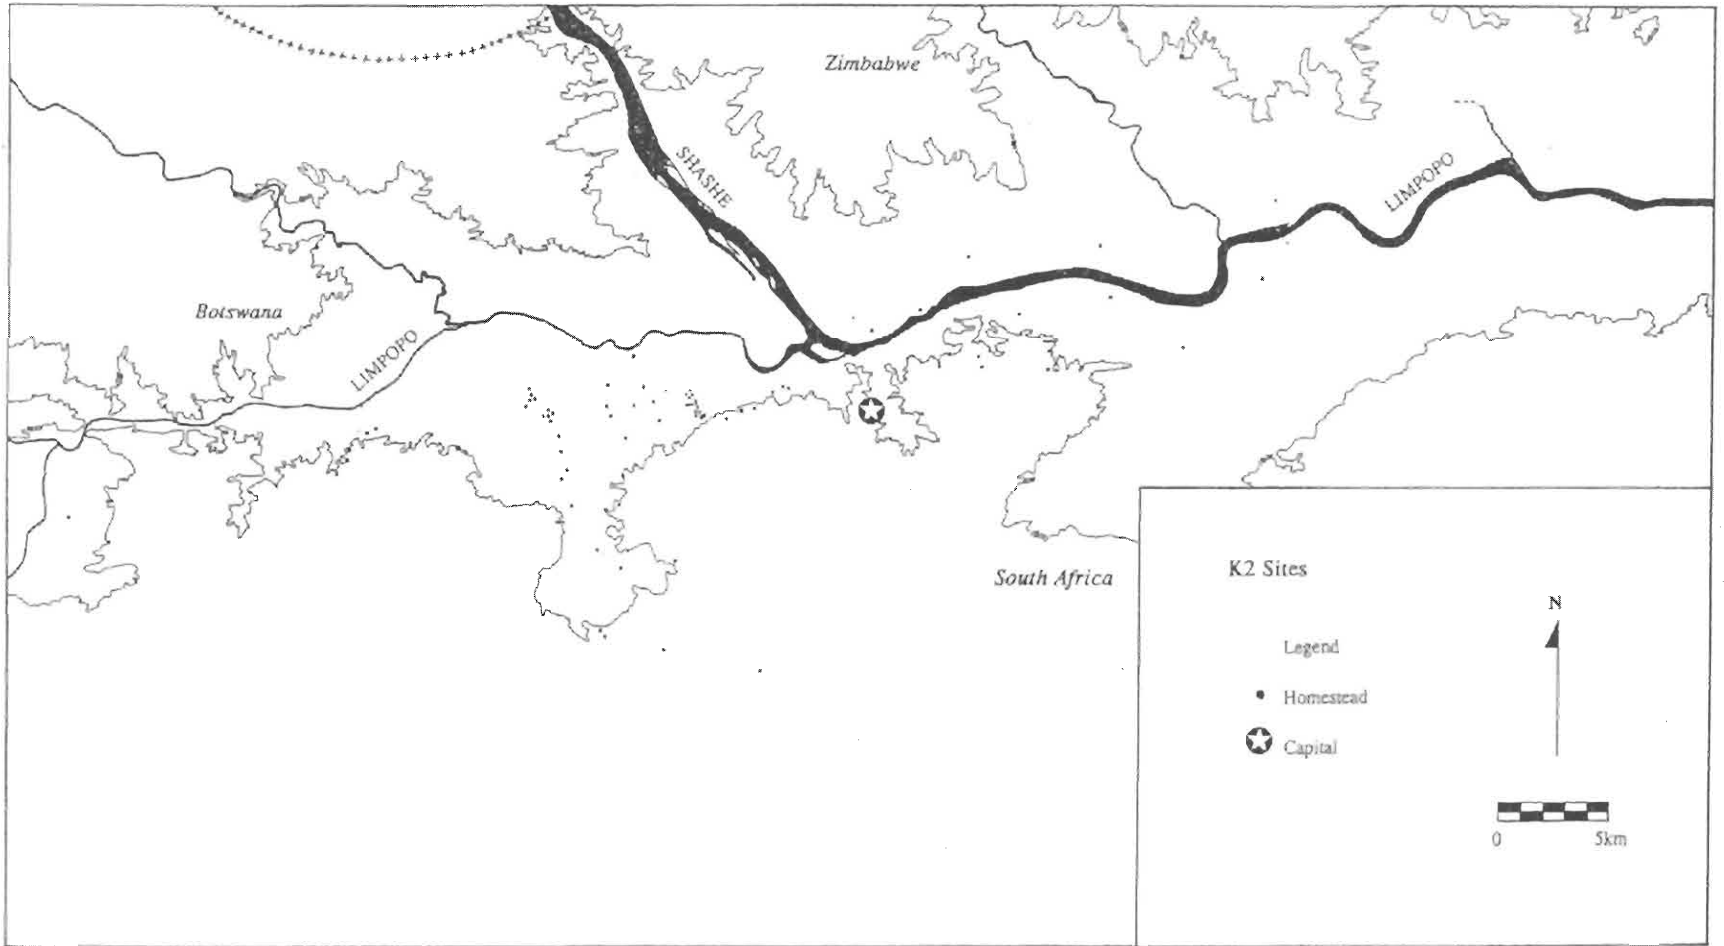 Zimbabwe
SHASHE
LIMPOPO
Botswana
LIMPOPO
South Africa
K2 Sites
N
Legend
Homestead
Capital
0 5km